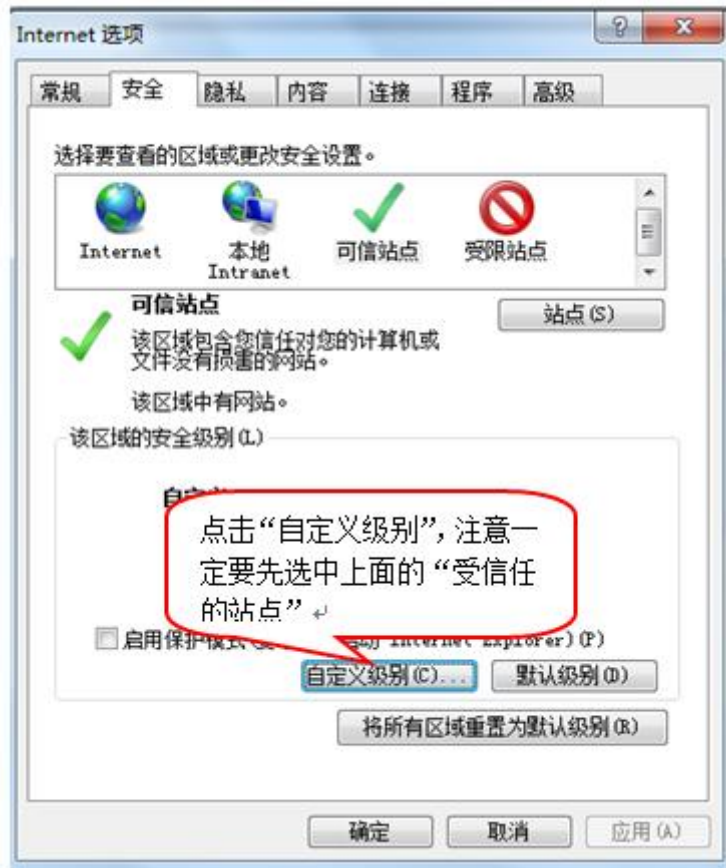 Internet 选项
常规 安全 隐私 内容 连接 程序 高级
选择要查看的区域或更改安全设置。
Internet 本地 可信站点 受限站点
Intranet
可信站点
站点(S)
该区域包含您信任对您的计算机或
文件没有损害的网站。
该区域中有网站。
该区域的安全级别(L)
点击“自定义级别”,注意一
定要先选中上面的“受信任
的站点”
启用保 Internet Explorer)(P)
自定义级别(C)... 默认级别(D)
将所有区域重置为默认级别(R)
确定 取消 应用(A)